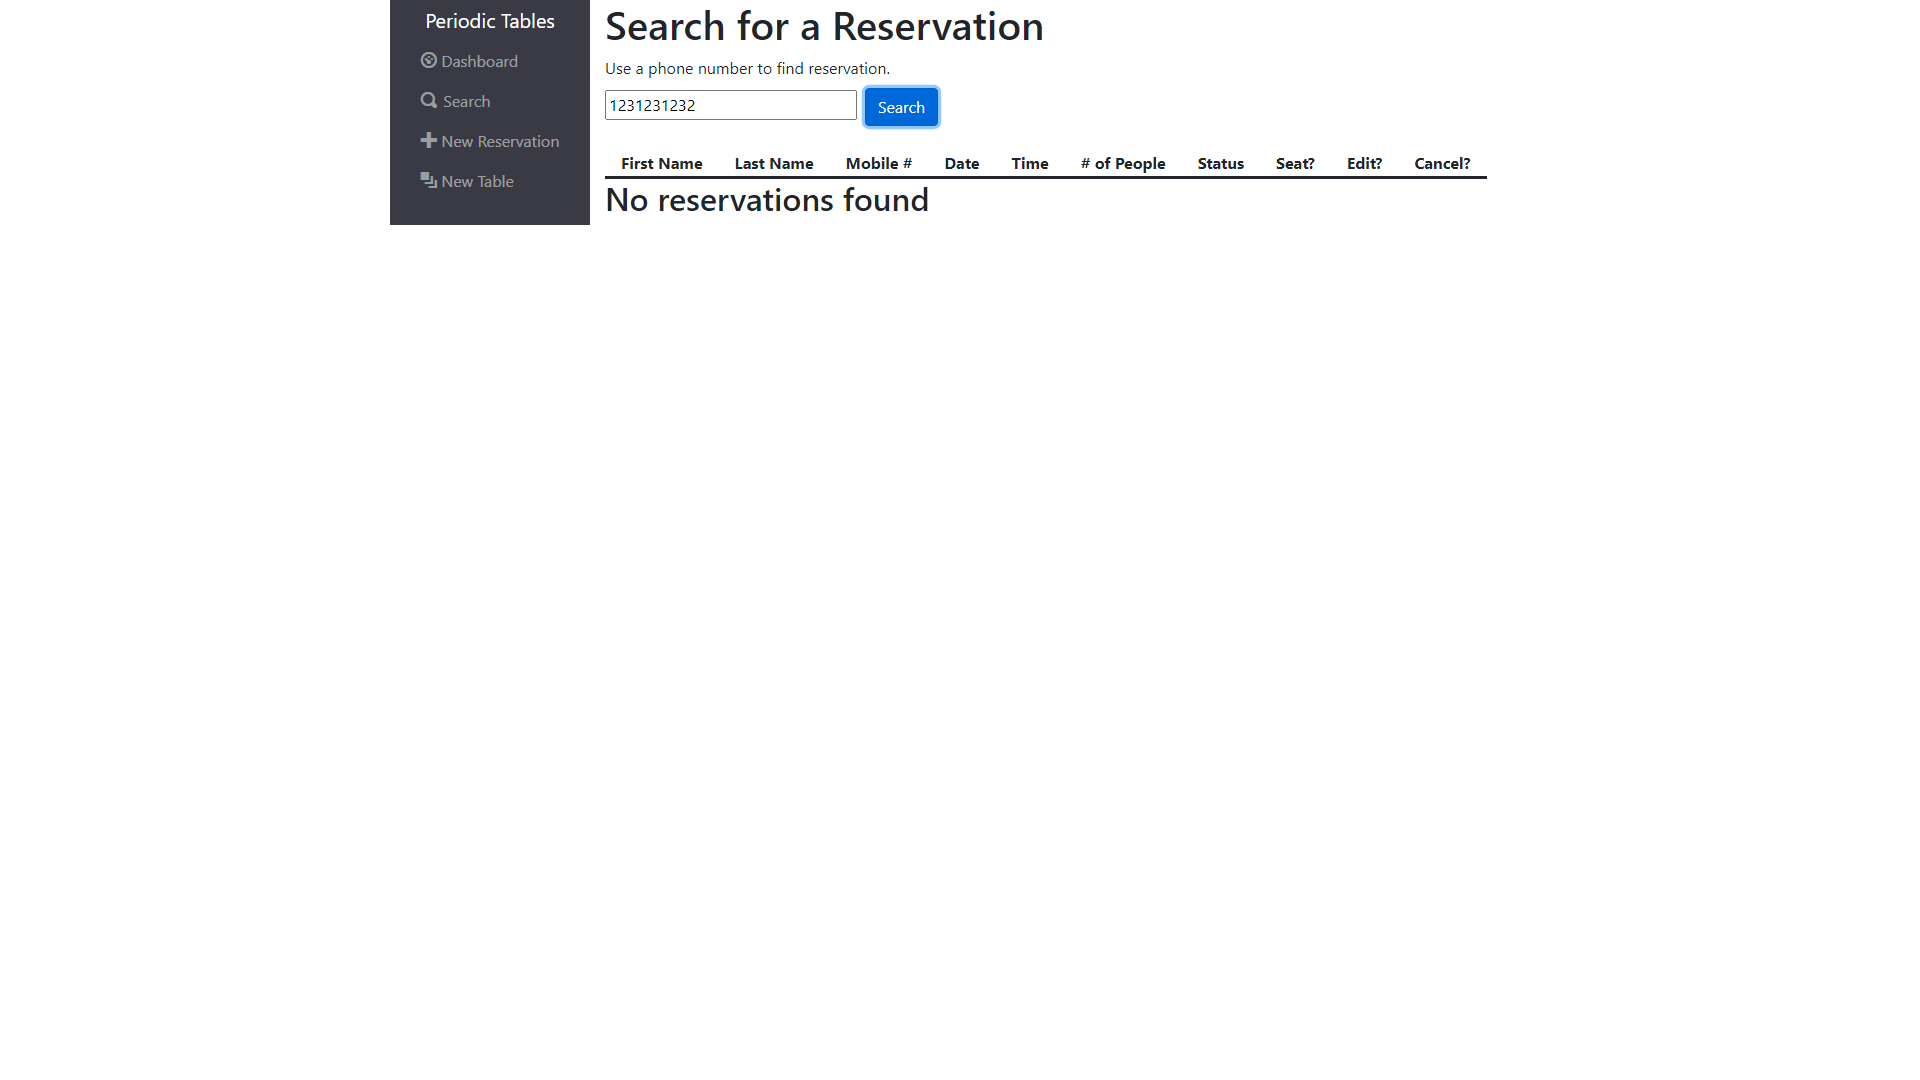 Periodic Tables
Dashboard
Search
New Reservation
New Table
Search for a Reservation
Use a phone number to find reservation.
1231231232 Search
First Name Last Name Mobile # Date Time # of People Status Seat? Edit? Cancel?
No reservations found